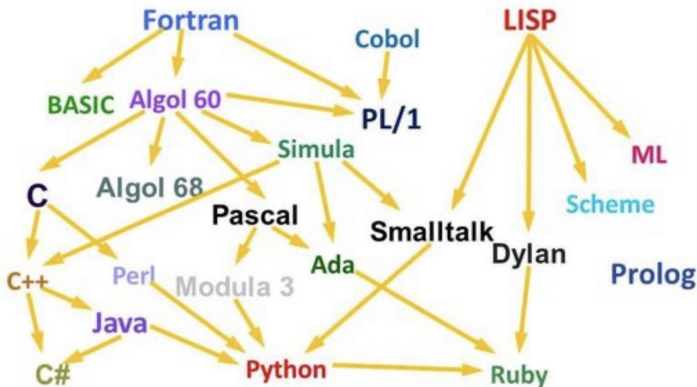 Fortran
Cobol
LISP
BASIC
Algol 60
PL/1
Simula
ML
C
Algol 68
Pascal
Scheme
Smalltalk
Dylan
C++
Perl
Modula 3
Ada
Prolog
Java
C#
Python
Ruby